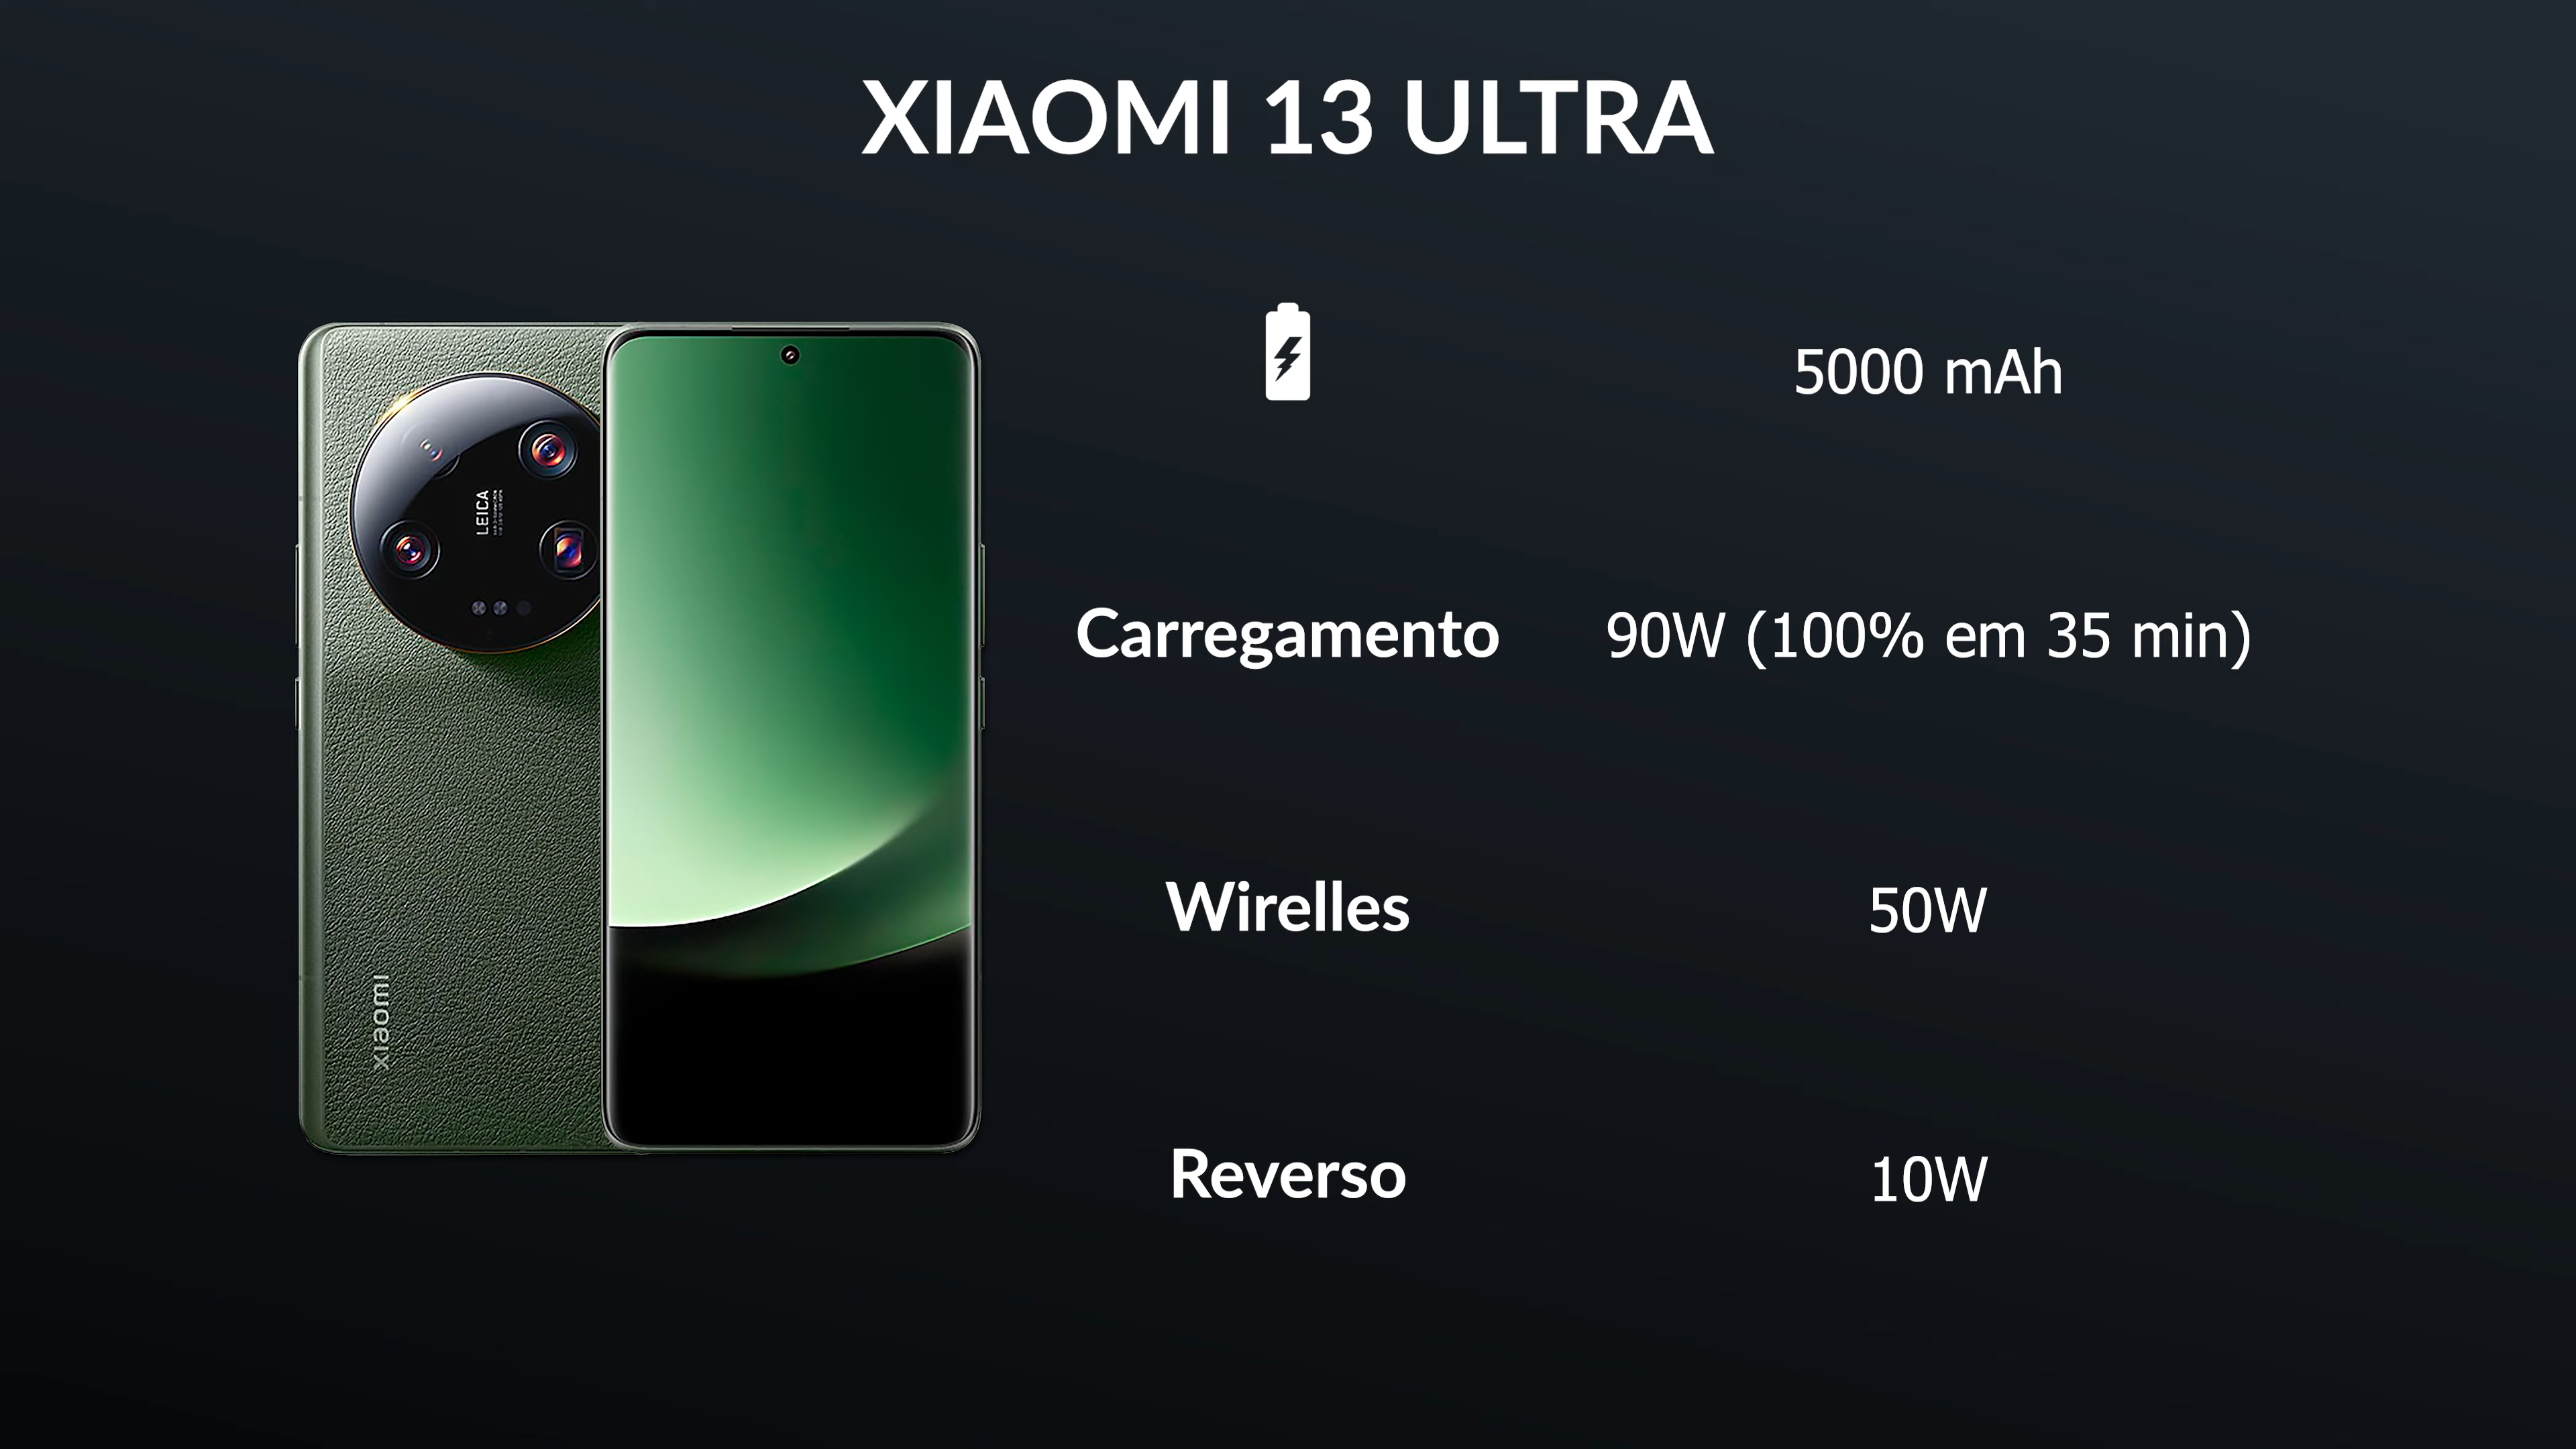 XIAOMI 13 ULTRA
5000 mAh
Carregamento 90W (100% em 35 min)
Wirelles 50W
Reverso 10W
LEICA
xiaomi